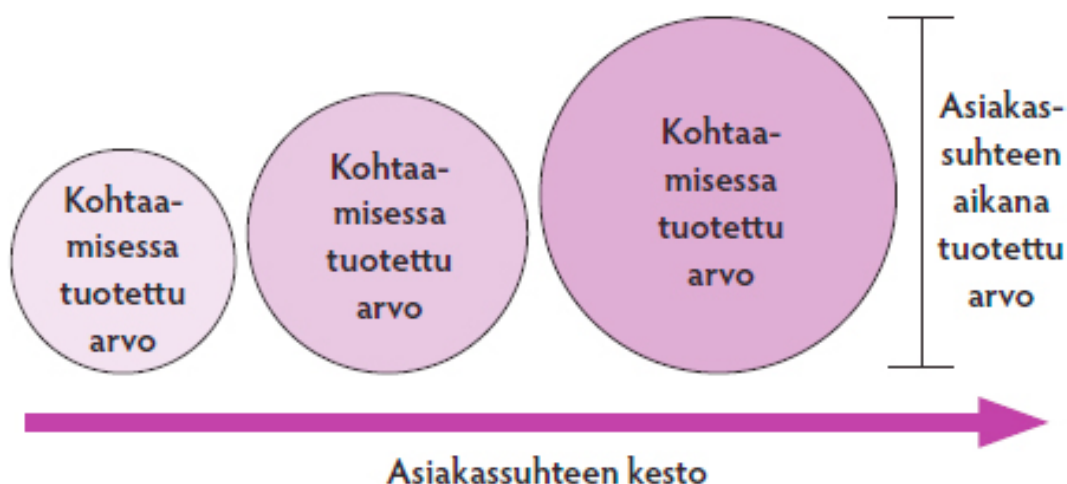 Kohtaa-
misessa
tuotettu
arvo
Kohtaa-
misessa
tuotettu
arvo
Kohtaa-
misessa
tuotettu
arvo
Asiakas-
suhteen
aikana
tuotettu
arvo
Asiakassuhteen kesto